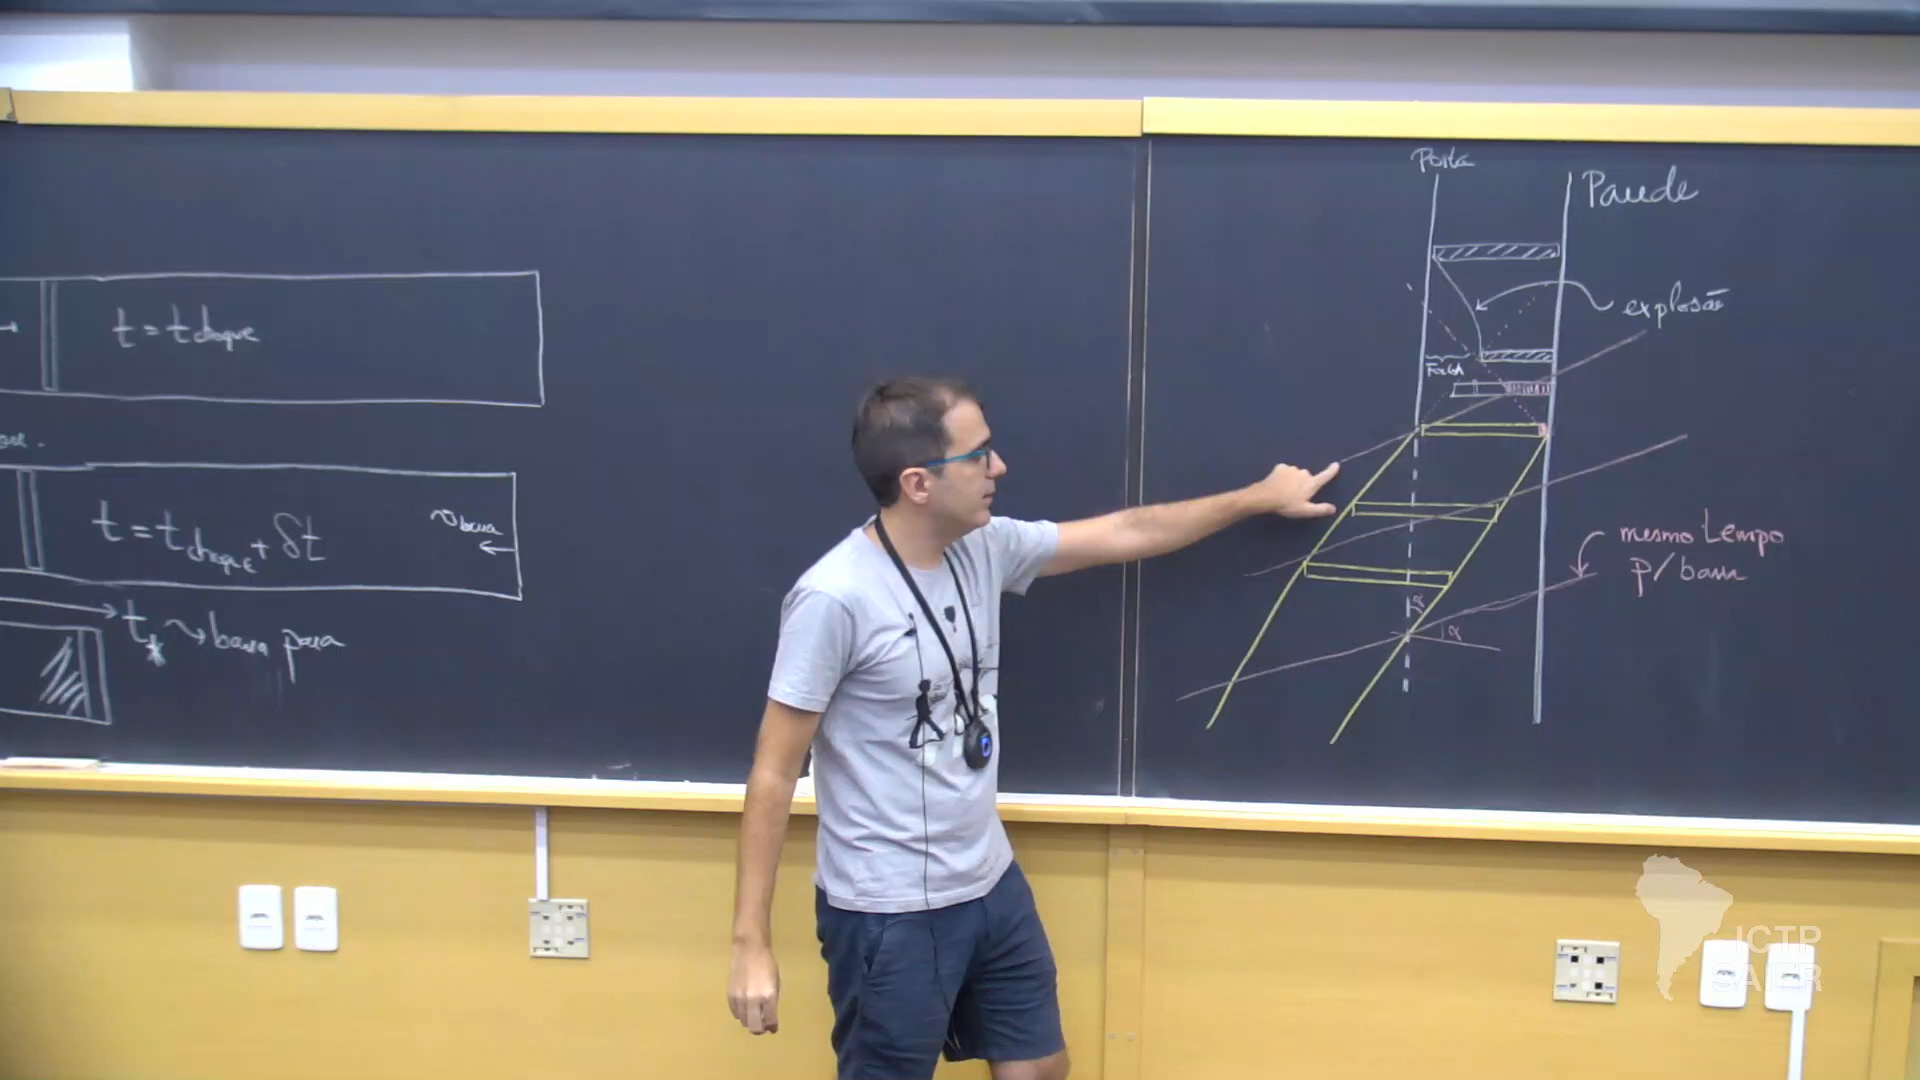 t = t choque
t = t choque + δt
v barra
t* ~> barra para
Porta
Parede
explosão
Folga
mesmo tempo
p/ barra
α
α
ICTP
SAIFR